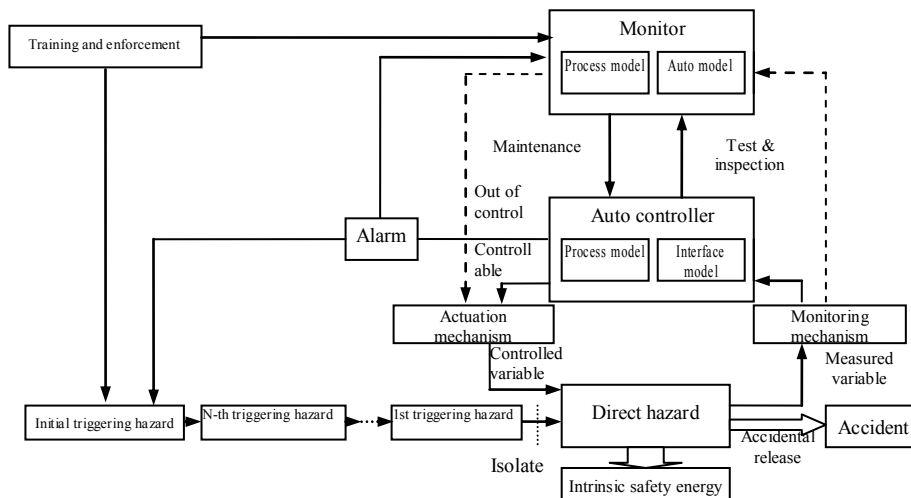 Training and enforcement
Monitor
Process model
Auto model
Maintenance
Test &
inspection
Out of
control
Auto controller
Alarm
Process model
Interface
model
Controll
able
Actuation
mechanism
Monitoring
mechanism
Controlled
variable
Measured
variable
Initial triggering hazard
N-th triggering hazard
1st triggering hazard
Direct hazard
Accident
Accidental
release
Isolate
Intrinsic safety energy